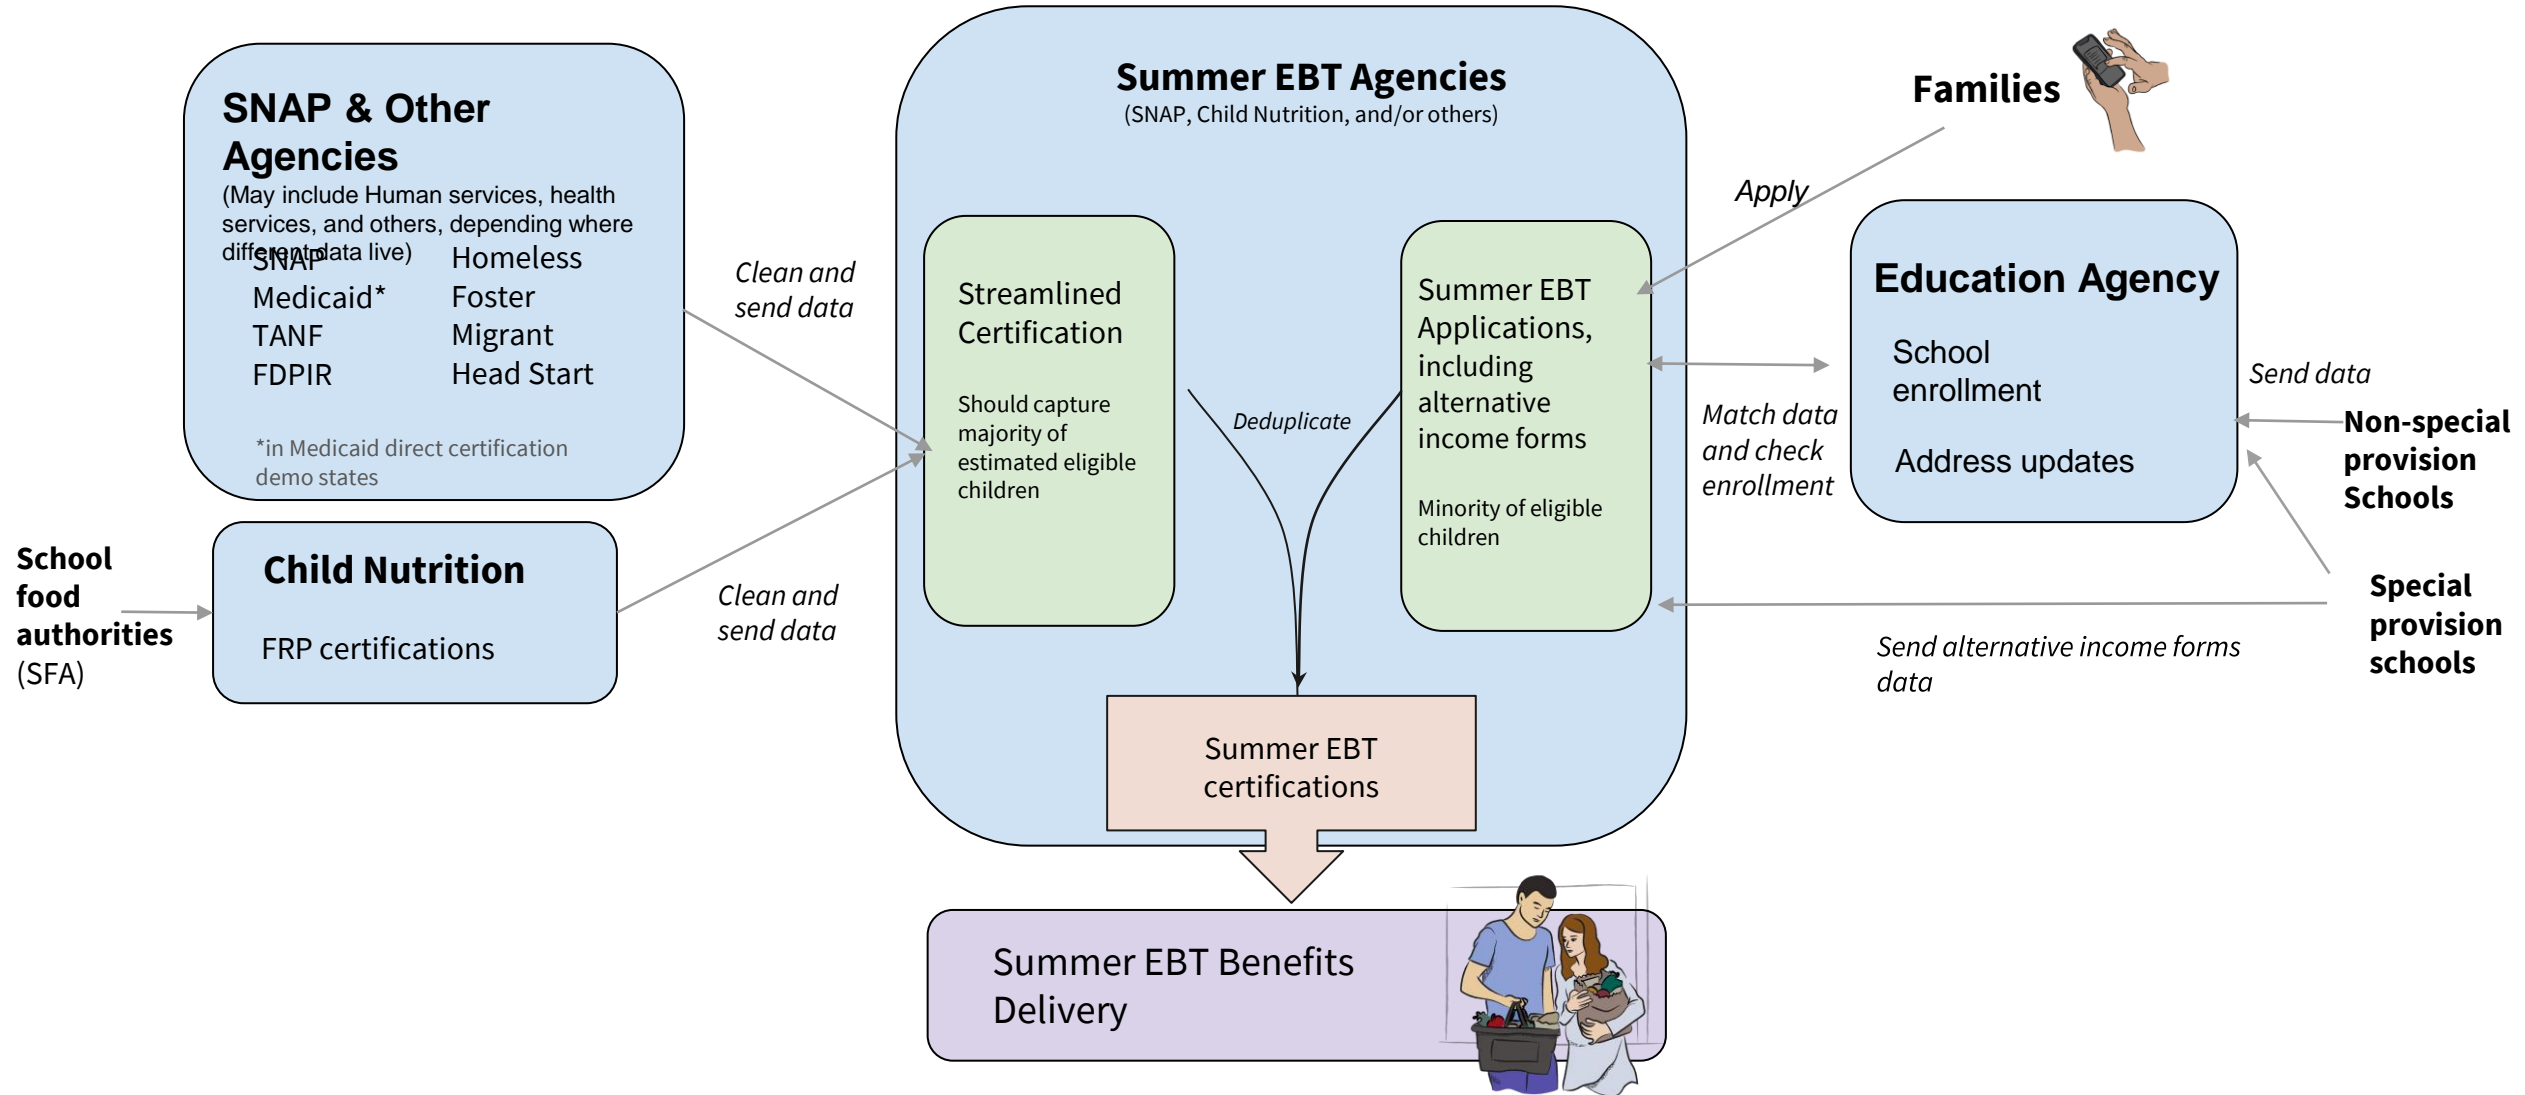 SNAP & Other
Agencies
(May include Human services, health
services, and others, depending where
different data live)
SNAP
Medicaid*
TANF
FDPIR
Homeless
Foster
Migrant
Head Start
*in Medicaid direct certification
demo states
School
food
authorities
(SFA)
Child Nutrition
FRP certifications
Clean and
send data
Clean and
send data
Summer EBT Agencies
(SNAP, Child Nutrition, and/or others)
Streamlined
Certification
Should capture
majority of
estimated eligible
children
Deduplicate
Summer EBT
Applications,
including
alternative
income forms
Minority of eligible
children
Summer EBT
certifications
Summer EBT Benefits
Delivery
Families
Apply
Match data
and check
enrollment
Education Agency
School
enrollment
Address updates
Send data
Non-special
provision
Schools
Special
provision
schools
Send alternative income forms
data